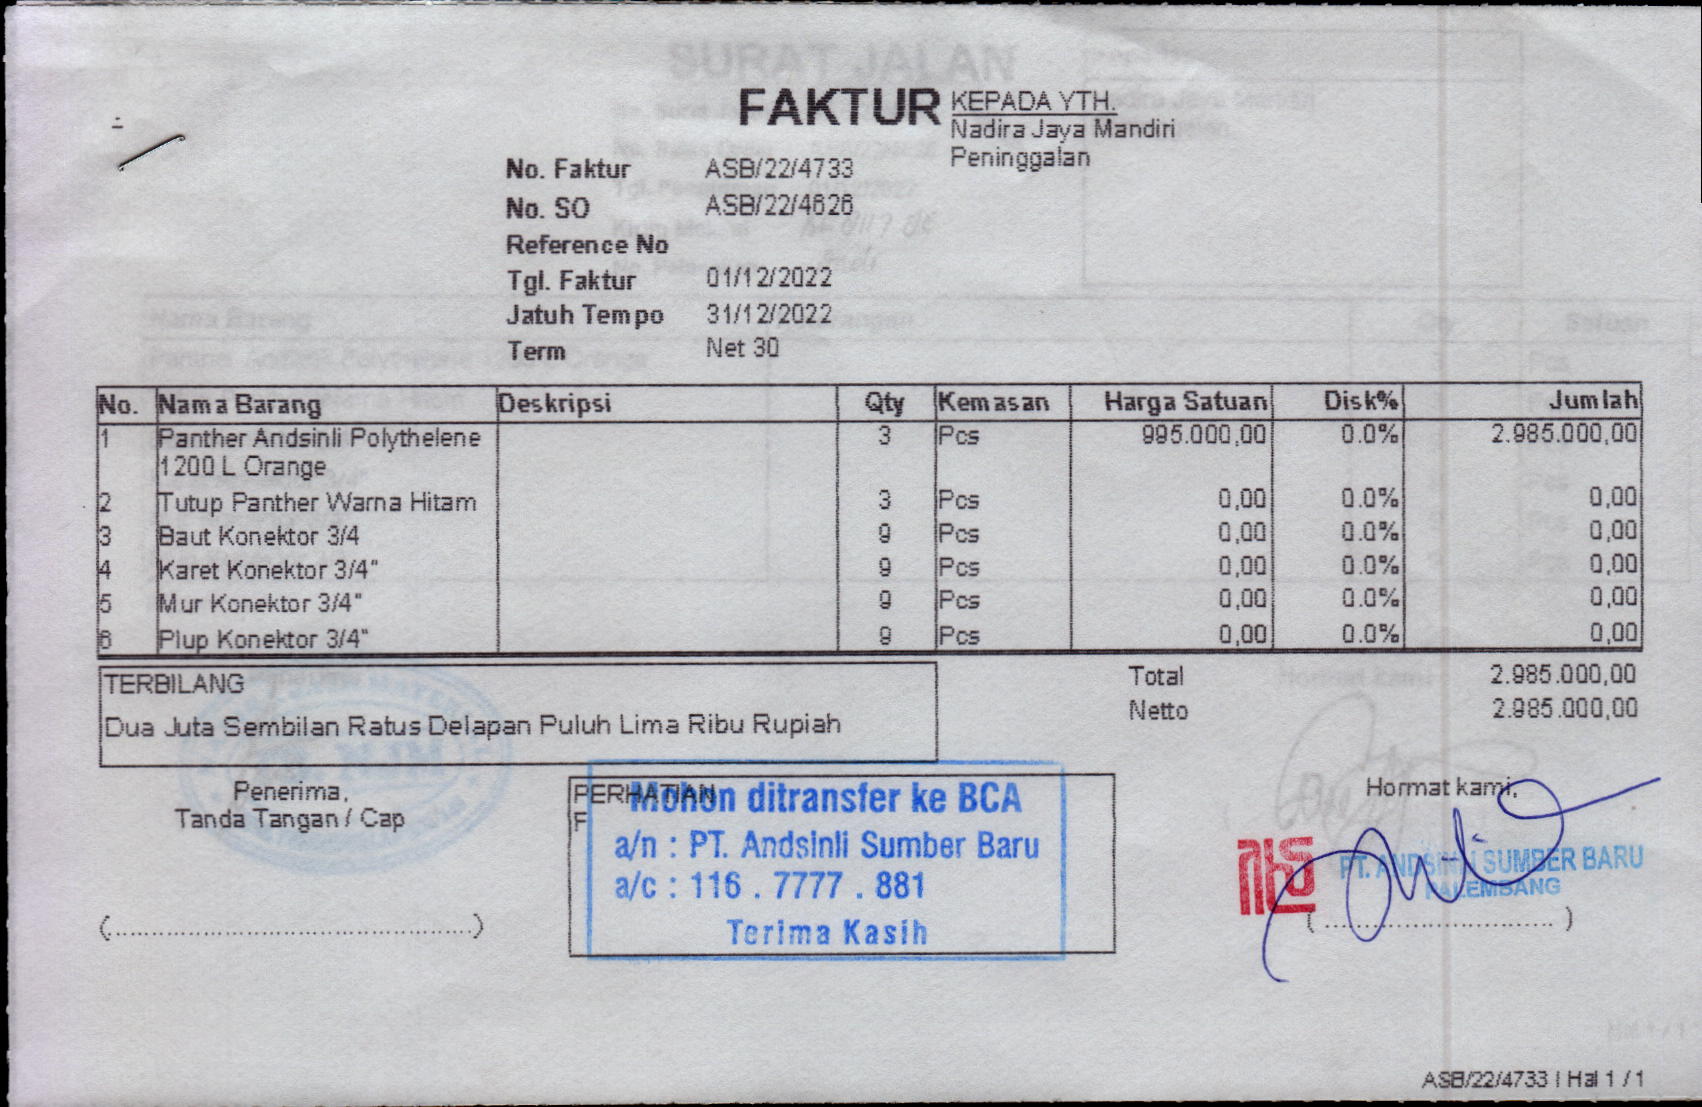 FAKTUR
KEPADA YTH.
Nadira Jaya Mandiri
Peninggalan
No. Faktur ASB/22/4733
No. SO ASB/22/4626
Reference No
Tgl. Faktur 01/12/2022
Jatuh Tempo 31/12/2022
Term Net 30
No. Nama Barang Deskripsi Qty Kemasan Harga Satuan Disk% Jumlah
1 Panther Andsinli Polythelene 3 Pcs 995.000,00 0.0% 2.985.000,00
1200 L Orange
2 Tutup Panther Warna Hitam 3 Pcs 0,00 0.0% 0,00
3 Baut Konektor 3/4 9 Pcs 0,00 0.0% 0,00
4 Karet Konektor 3/4" 9 Pcs 0,00 0.0% 0,00
5 Mur Konektor 3/4" 9 Pcs 0,00 0.0% 0,00
6 Plup Konektor 3/4" 9 Pcs 0,00 0.0% 0,00
TERBILANG
Dua Juta Sembilan Ratus Delapan Puluh Lima Ribu Rupiah
Total 2.985.000,00
Netto 2.985.000,00
Penerima,
Tanda Tangan / Cap
(................................................)
PERHATIAN
F
Mohon ditransfer ke BCA
a/n : PT. Andsinli Sumber Baru
a/c : 116 . 7777 . 881
Terima Kasih
Hormat kami,
PT. ANDSINLI SUMBER BARU
PALEMBANG
(..............................)
ASB/22/4733 | Hal 1 / 1